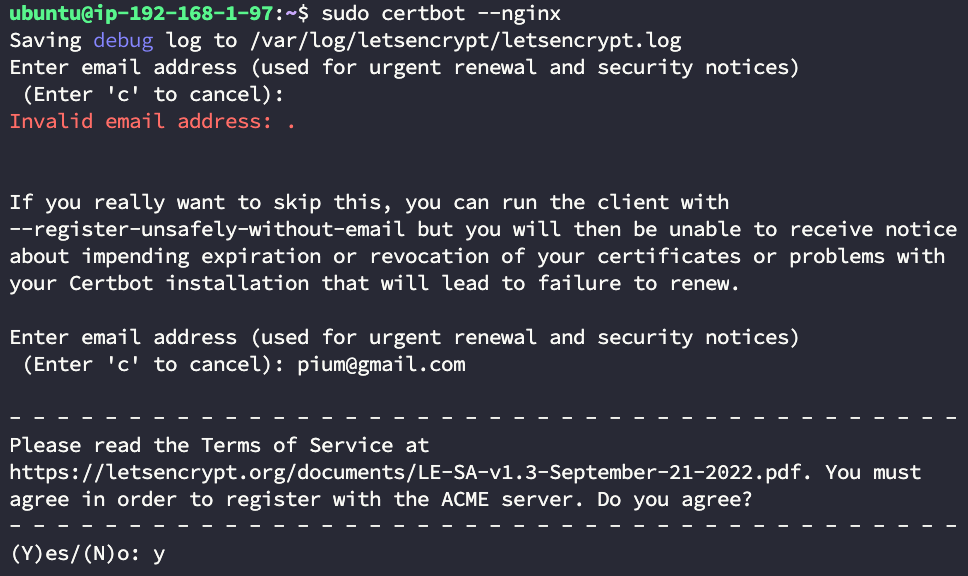 ubuntu@ip-192-168-1-97:~$ sudo certbot --nginx
Saving debug log to /var/log/letsencrypt/letsencrypt.log
Enter email address (used for urgent renewal and security notices)
 (Enter 'c' to cancel):
Invalid email address: .
If you really want to skip this, you can run the client with
--register-unsafely-without-email but you will then be unable to receive notice
about impending expiration or revocation of your certificates or problems with
your Certbot installation that will lead to failure to renew.
Enter email address (used for urgent renewal and security notices)
 (Enter 'c' to cancel): pium@gmail.com
- - - - - - - - - - - - - - - - - - - - - - - - - - - - - - - - - - - - - - - -
Please read the Terms of Service at
https://letsencrypt.org/documents/LE-SA-v1.3-September-21-2022.pdf. You must
agree in order to register with the ACME server. Do you agree?
- - - - - - - - - - - - - - - - - - - - - - - - - - - - - - - - - - - - - - - -
(Y)es/(N)o: y